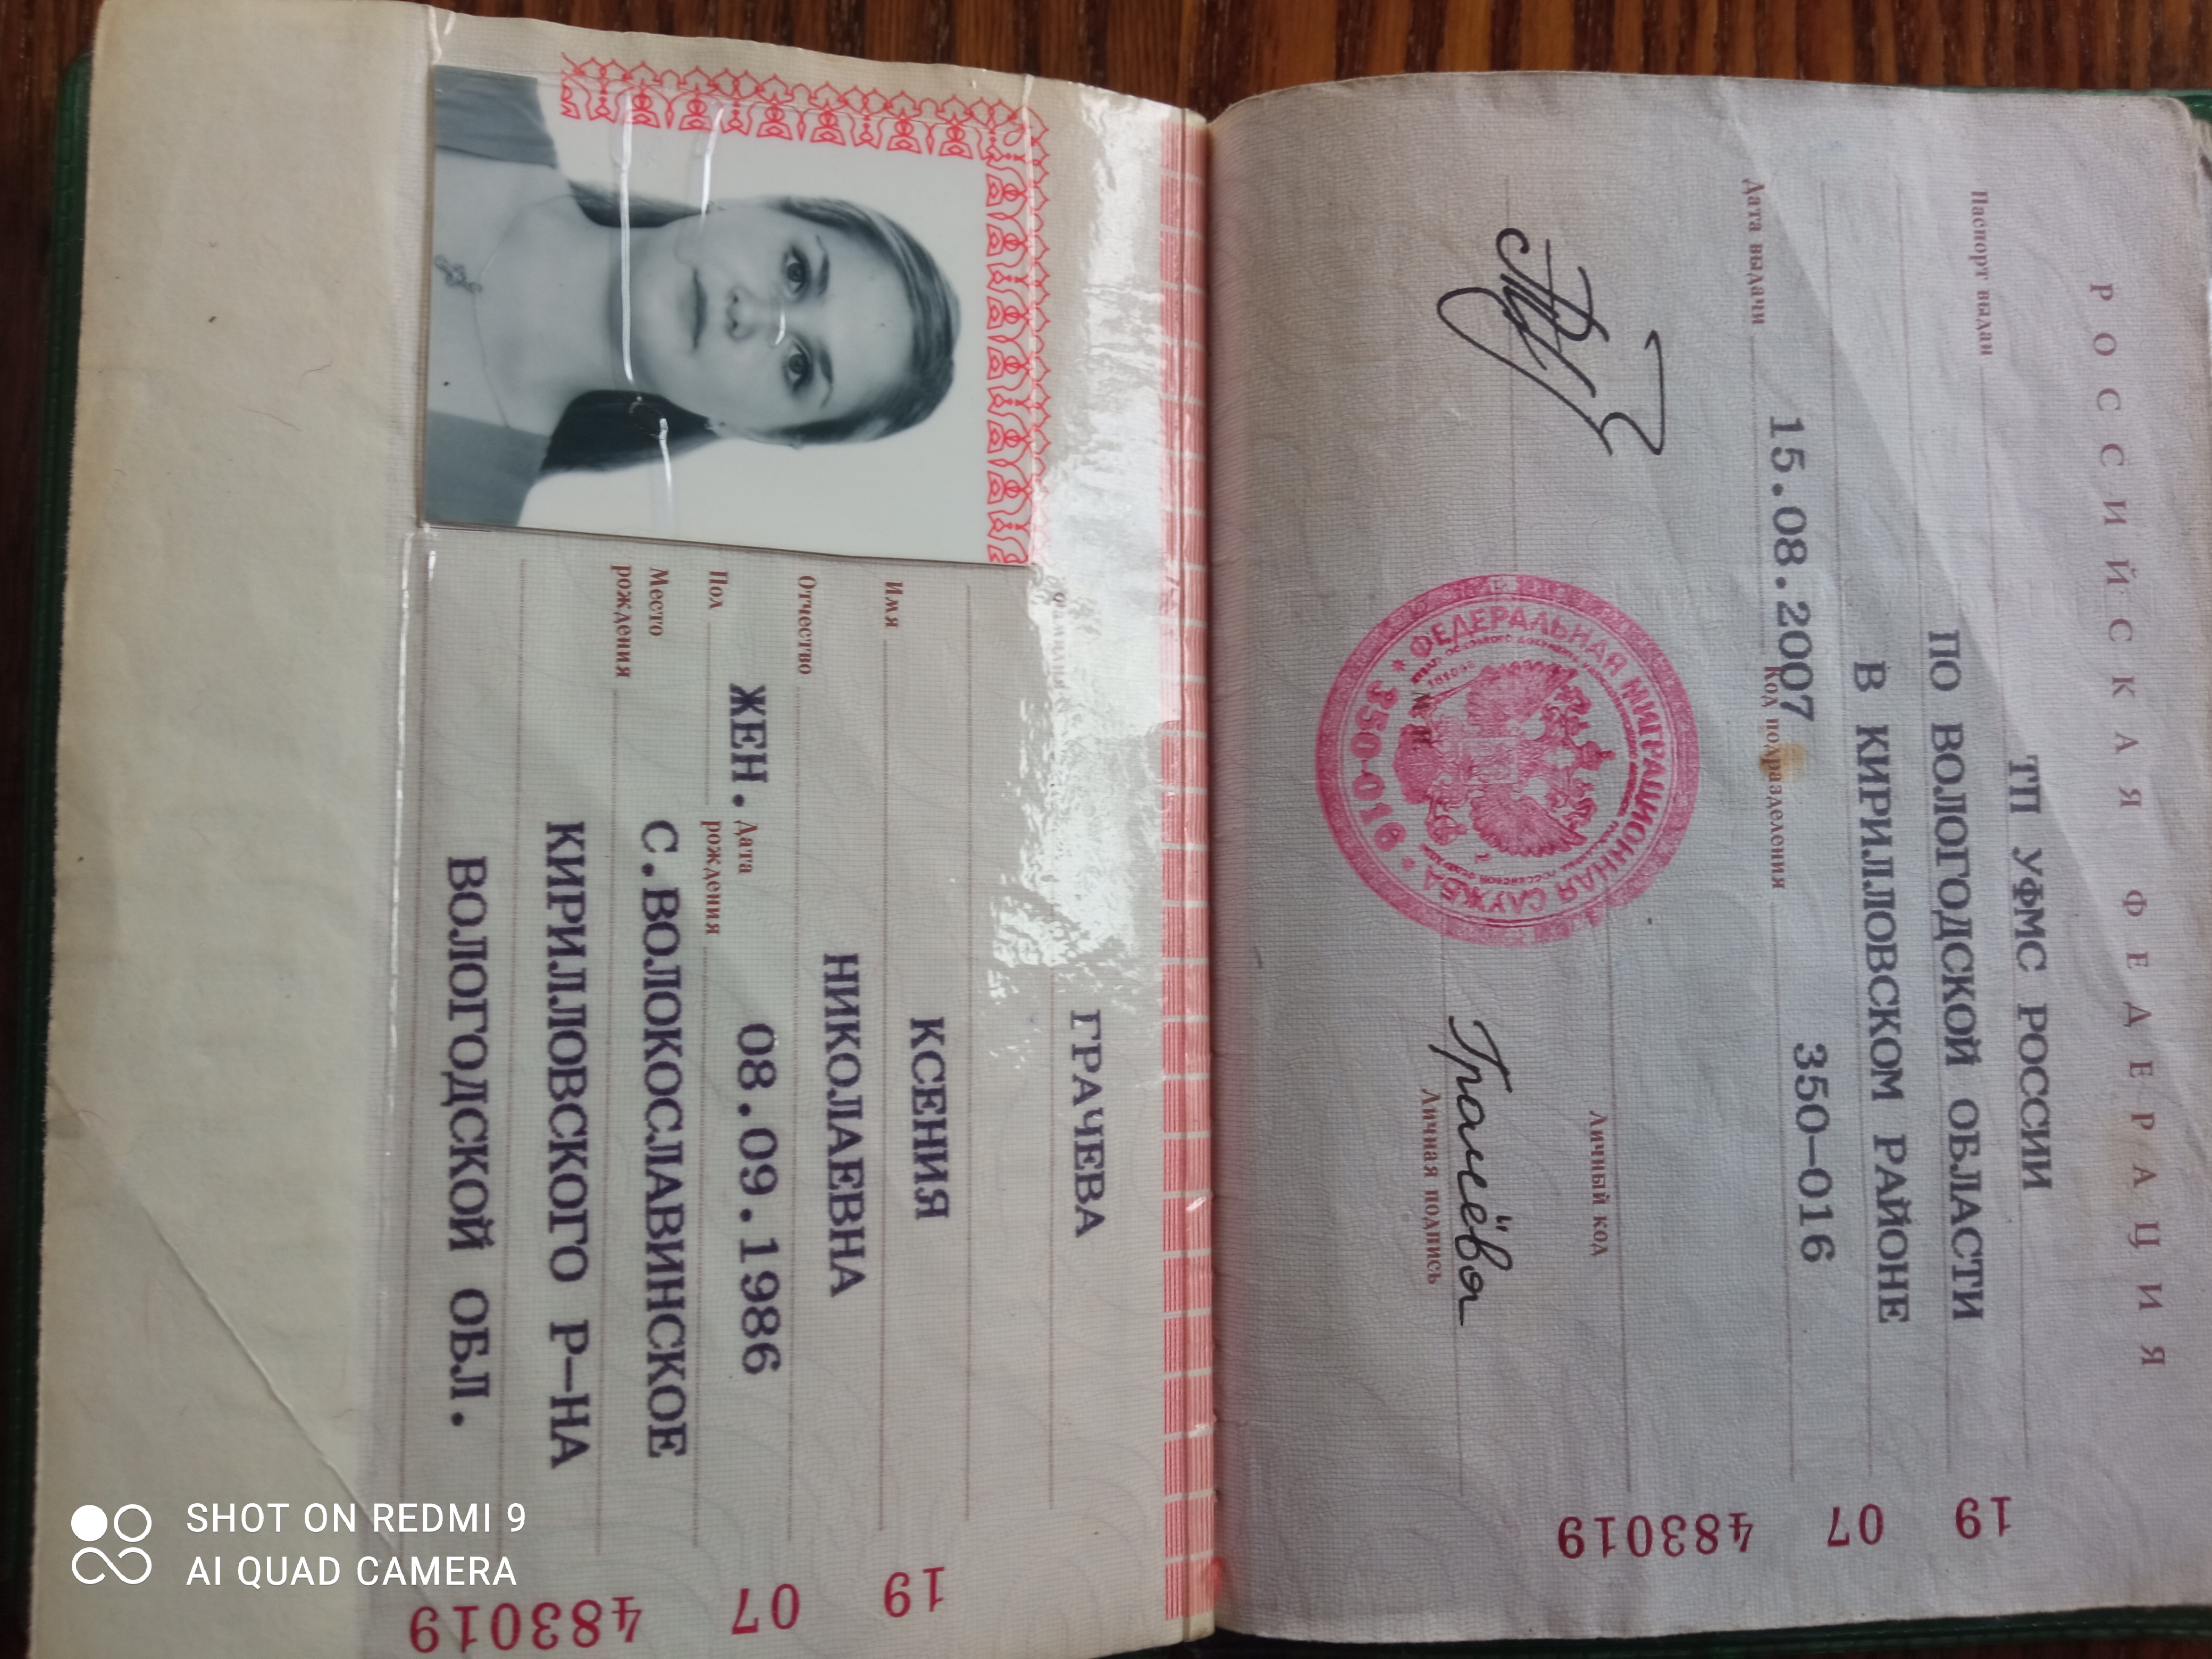 РОССИЙСКАЯ ФЕДЕРАЦИЯ
Паспорт выдан
ТП УФМС РОССИИ
ПО ВОЛОГОДСКОЙ ОБЛАСТИ
В КИРИЛЛОВСКОМ РАЙОНЕ
Дата выдачи 15.08.2007 Код подразделения 350-016
Личный код
Личная подпись
Грачёва
ФЕДЕРАЛЬНАЯ МИГРАЦИОННАЯ СЛУЖБА
350-016
19 07 483019
Фамилия
ГРАЧЕВА
Имя КСЕНИЯ
Отчество НИКОЛАЕВНА
Пол ЖЕН. Дата рождения 08.09.1986
Место рождения С.ВОЛОКОСЛАВИНСКОЕ
КИРИЛЛОВСКОГО Р-НА
ВОЛОГОДСКОЙ ОБЛ.
19 07 483019
SHOT ON REDMI 9
AI QUAD CAMERA